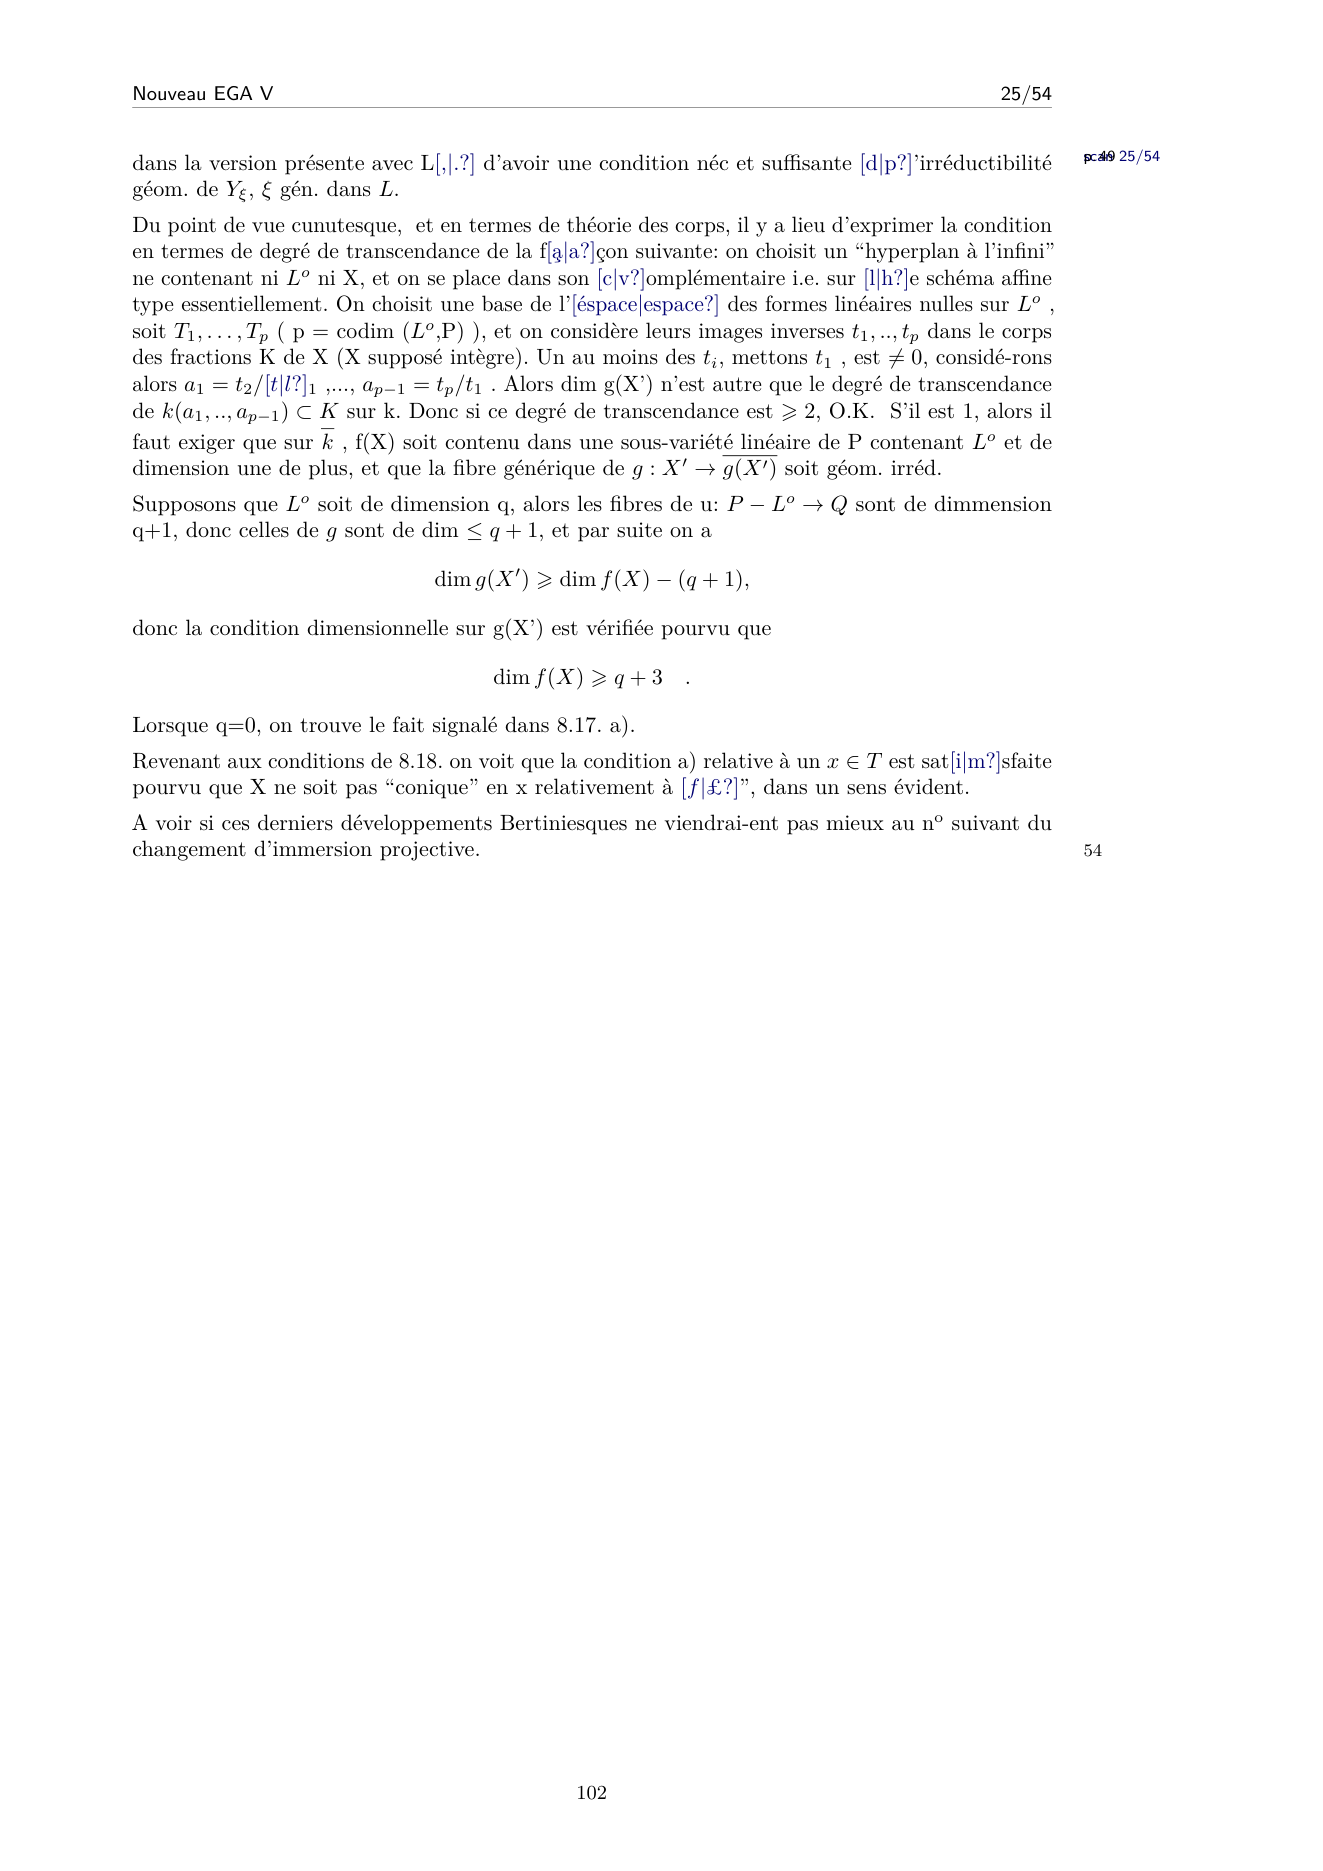 Nouveau EGA V 25/54
dans la version présente avec L[,|.?] d'avoir une condition néc et suffisante [d|p?]'irréductibilité
25/54
géom. de Y_ξ, ξ gén. dans L.
Du point de vue cunutesque, et en termes de théorie des corps, il y a lieu d'exprimer la condition
en termes de degré de transcendance de la f[ą|a?]çon suivante: on choisit un “hyperplan à l'infini”
ne contenant ni L^o ni X, et on se place dans son [c|v?]omplémentaire i.e. sur [l|h?]e schéma affine
type essentiellement. On choisit une base de l'[éspace|espace?] des formes linéaires nulles sur L^o ,
soit T_1, . . . , T_p ( p = codim (L^o,P) ), et on considère leurs images inverses t_1, .., t_p dans le corps
des fractions K de X (X supposé intègre). Un au moins des t_i, mettons t_1 , est ≠ 0, considé-rons
alors a_1 = t_2/[t|l?]_1 ,..., a_{p−1} = t_p/t_1 . Alors dim g(X') n'est autre que le degré de transcendance
de k(a_1, .., a_{p−1}) ⊂ K sur k. Donc si ce degré de transcendance est ⩾ 2, O.K. S'il est 1, alors il
faut exiger que sur \overline{k} , f(X) soit contenu dans une sous-variété linéaire de P contenant L^o et de
dimension une de plus, et que la fibre générique de g : X′ → \overline{g(X′)} soit géom. irréd.
Supposons que L^o soit de dimension q, alors les fibres de u: P − L^o → Q sont de dimmension
q+1, donc celles de g sont de dim ≤ q + 1, et par suite on a
dim g(X′) ⩾ dim f(X) − (q + 1),
donc la condition dimensionnelle sur g(X') est vérifiée pourvu que
dim f(X) ⩾ q + 3 .
Lorsque q=0, on trouve le fait signalé dans 8.17. a).
Revenant aux conditions de 8.18. on voit que la condition a) relative à un x ∈ T est sat[i|m?]sfaite
pourvu que X ne soit pas “conique” en x relativement à [f|£?]”, dans un sens évident.
A voir si ces derniers développements Bertiniesques ne viendrai-ent pas mieux au nº suivant du
changement d'immersion projective.
54
102